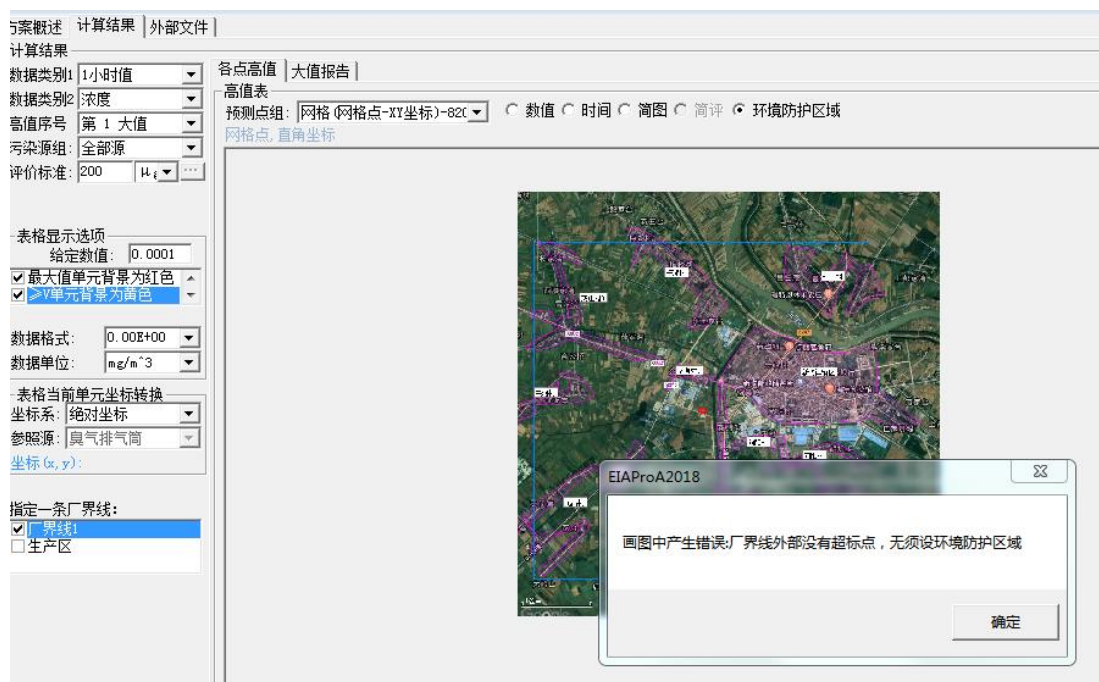 方案概述 计算结果 外部文件
计算结果
数据类别1 1小时值
数据类别2 浓度
高值序号 第 1 大值
污染源组: 全部源
评价标准: 200
表格显示选项
给定数值: 0.0001
最大值单元背景为红色
≥V单元背景为黄色
数据格式: 0.00E+00
数据单位: mg/m^3
表格当前单元坐标转换
坐标系: 绝对坐标
参照源: 臭气排气筒
坐标(x,y):
指定一条厂界线:
厂界线1
生产区
各点高值 大值报告
高值表
预测点组: 网格(网格点-XY坐标)-820
数值 时间 简图 简评 环境防护区域
网格点,直角坐标
EIAProA2018
画图中产生错误:厂界线外部没有超标点，无须设环境防护区域
确定